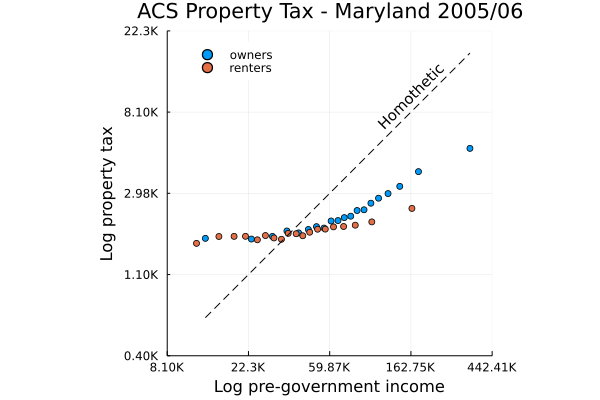 ACS Property Tax - Maryland 2005/06
22.3K
owners
renters
Homothetic
8.10K
2.98K
1.10K
0.40K
Log property tax
8.10K 22.3K 59.87K 162.75K 442.41K
Log pre-government income